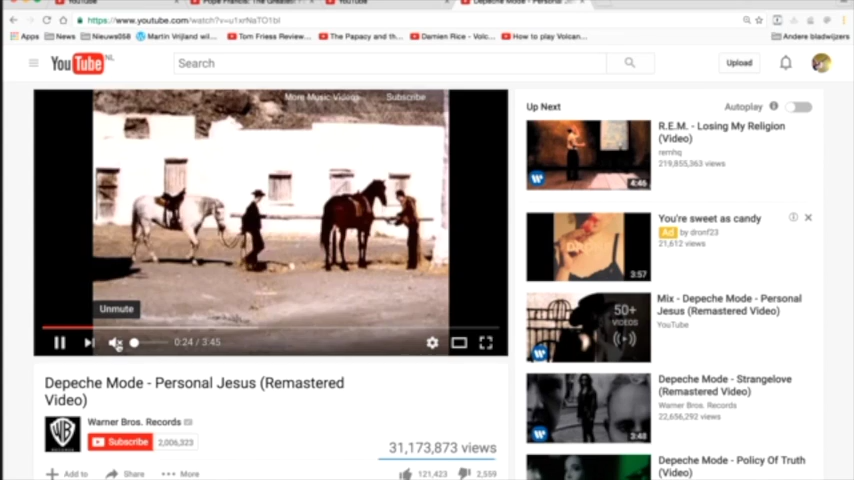 YouTube
YouTube
Depeche Mode - Personal Je
https://www.youtube.com/watch?v=u1xrNaTO1bI
Apps
News
Nieuws058
Martin Vrijland wil...
Tom Friess Review...
The Papacy and th...
Damien Rice - Volc...
How to play Volcan...
Andere bladwijzers
YouTube NL
Search
Upload
More Music Videos
Subscribe
Unmute
0:24 / 3:45
Depeche Mode - Personal Jesus (Remastered
Video)
Warner Bros. Records
WB
Subscribe 2,006,323
31,173,873 views
Add to
Share
More
121,423
2,559
Up Next
Autoplay
R.E.M. - Losing My Religion
(Video)
remhq
219,855,363 views
4:46
You're sweet as candy
Ad by dronf23
21,612 views
3:57
50+
VIDEOS
Mix - Depeche Mode - Personal
Jesus (Remastered Video)
YouTube
Depeche Mode - Strangelove
(Remastered Video)
Warner Bros. Records
22,656,292 views
3:48
Depeche Mode - Policy Of Truth
(Video)